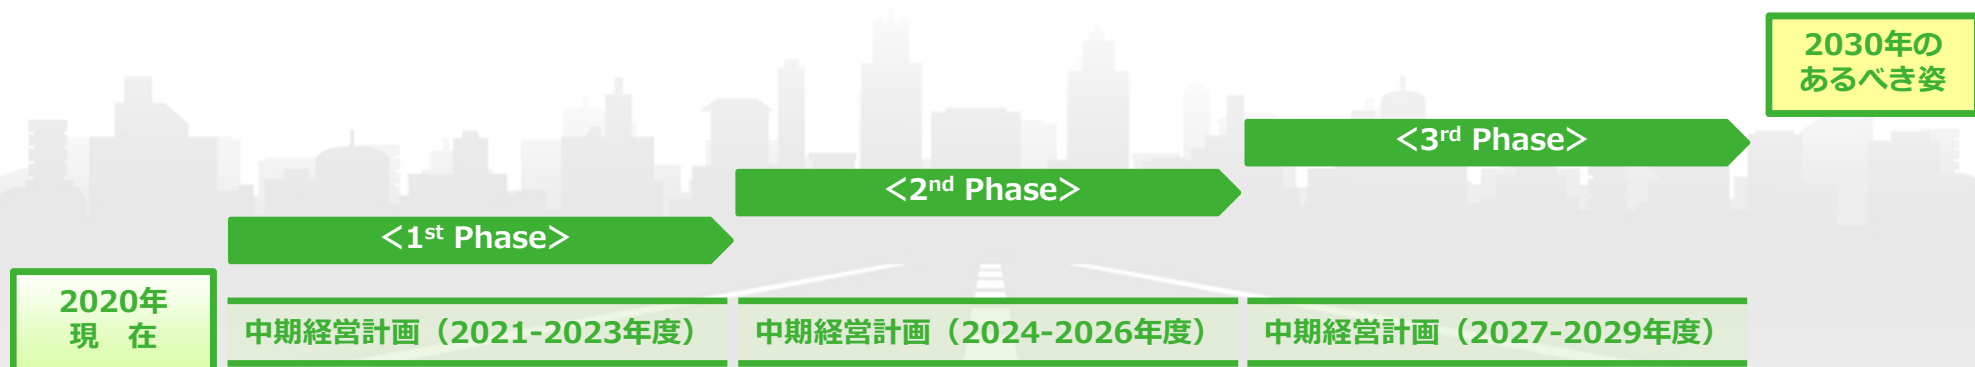 2030年の
あるべき姿
<3rd Phase>
<2nd Phase>
<1st Phase>
2020年
現　在
中期経営計画（2021-2023年度）
中期経営計画（2024-2026年度）
中期経営計画（2027-2029年度）